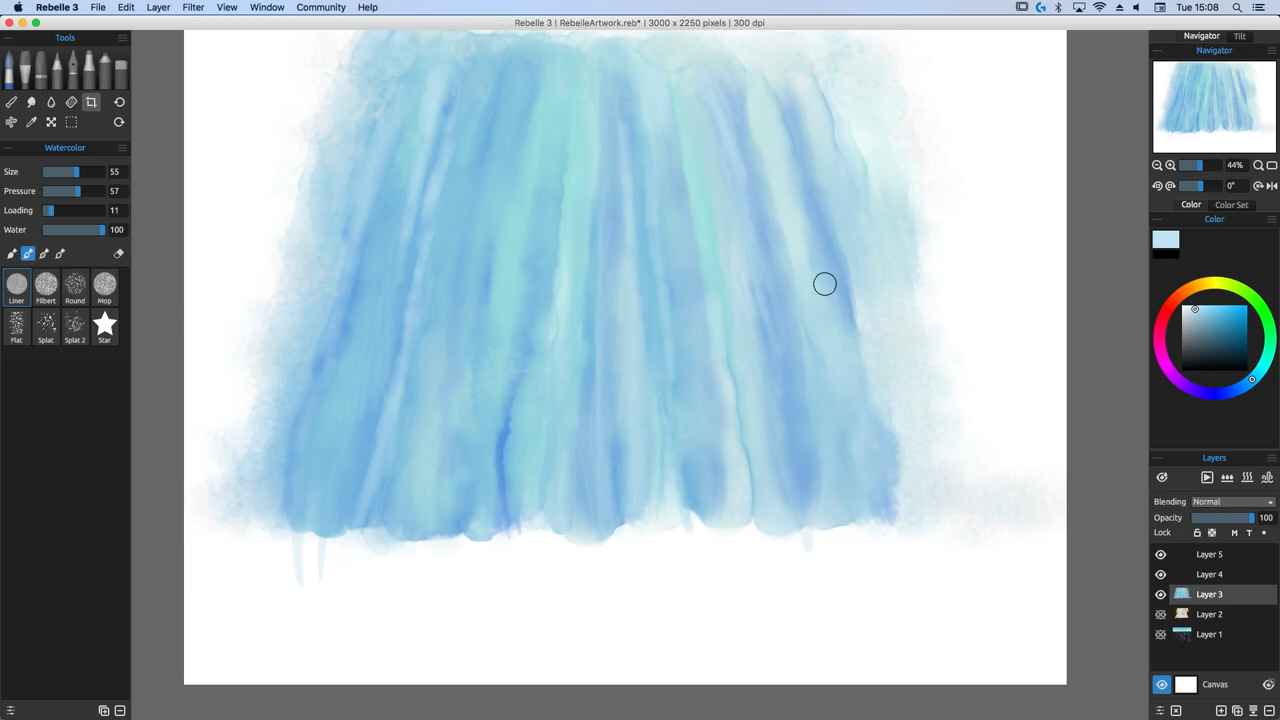 Rebelle 3 File Edit Layer Filter View Window Community Help Tue 15:08
Rebelle 3 | RebelleArtwork.reb* | 3000 x 2250 pixels | 300 dpi
Tools
Watercolor
Size 55
Pressure 57
Loading 11
Water 100
Liner Filbert Round Mop
Flat Splat Splat 2 Star
Navigator Tilt
Navigator
44%
0°
Color Color Set
Color
Layers
Blending Normal
Opacity 100
Lock M T
Layer 5
Layer 4
Layer 3
Layer 2
Layer 1
Canvas